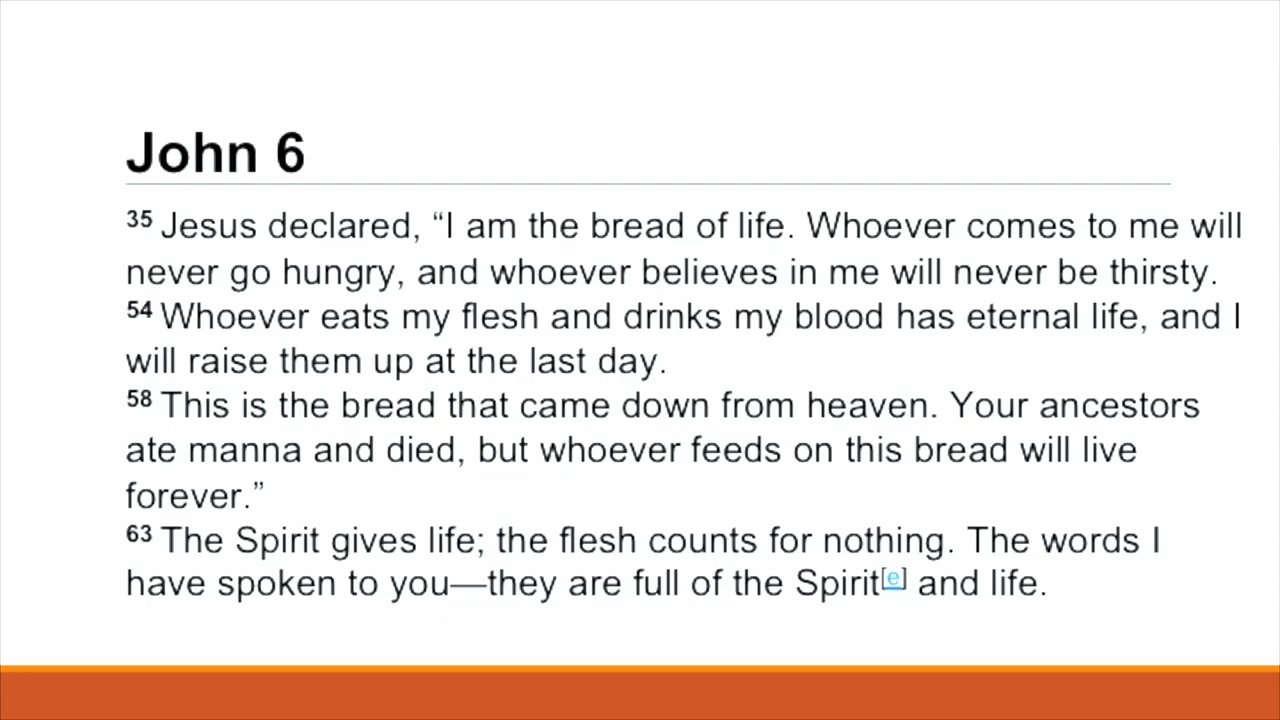 John 6
35 Jesus declared, “I am the bread of life. Whoever comes to me will
never go hungry, and whoever believes in me will never be thirsty.
54 Whoever eats my flesh and drinks my blood has eternal life, and I
will raise them up at the last day.
58 This is the bread that came down from heaven. Your ancestors
ate manna and died, but whoever feeds on this bread will live
forever.”
63 The Spirit gives life; the flesh counts for nothing. The words I
have spoken to you—they are full of the Spirit[e] and life.